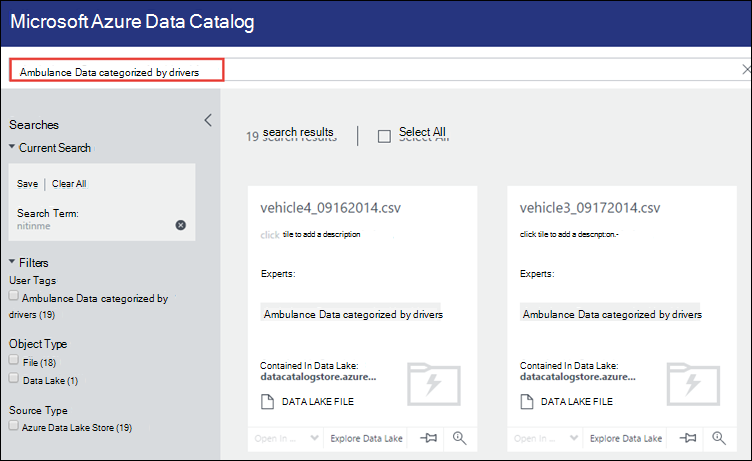 Microsoft Azure Data Catalog
Ambulance Data categorized by drivers
Searches
Current Search
Save | Clear All
Search Term:
nitinme
Filters
User Tags
Ambulance Data categorized by
drivers (19)
Object Type
File (18)
Data Lake (1)
Source Type
Azure Data Lake Store (19)
19 search results
Select All
vehicle4_09162014.csv
click tile to add a description
Experts:
Ambulance Data categorized by drivers
Contained In Data Lake:
datacatalogstore.azure...
DATA LAKE FILE
Open in ...
Explore Data Lake
vehicle3_09172014.csv
click tile to add a descnpt.on.-
Experts:
Ambulance Data categorized by drivers
Contained In Data Lake:
datacatalogstore.azure...
DATA LAKE FILE
Open in ...
Explore Data Lake